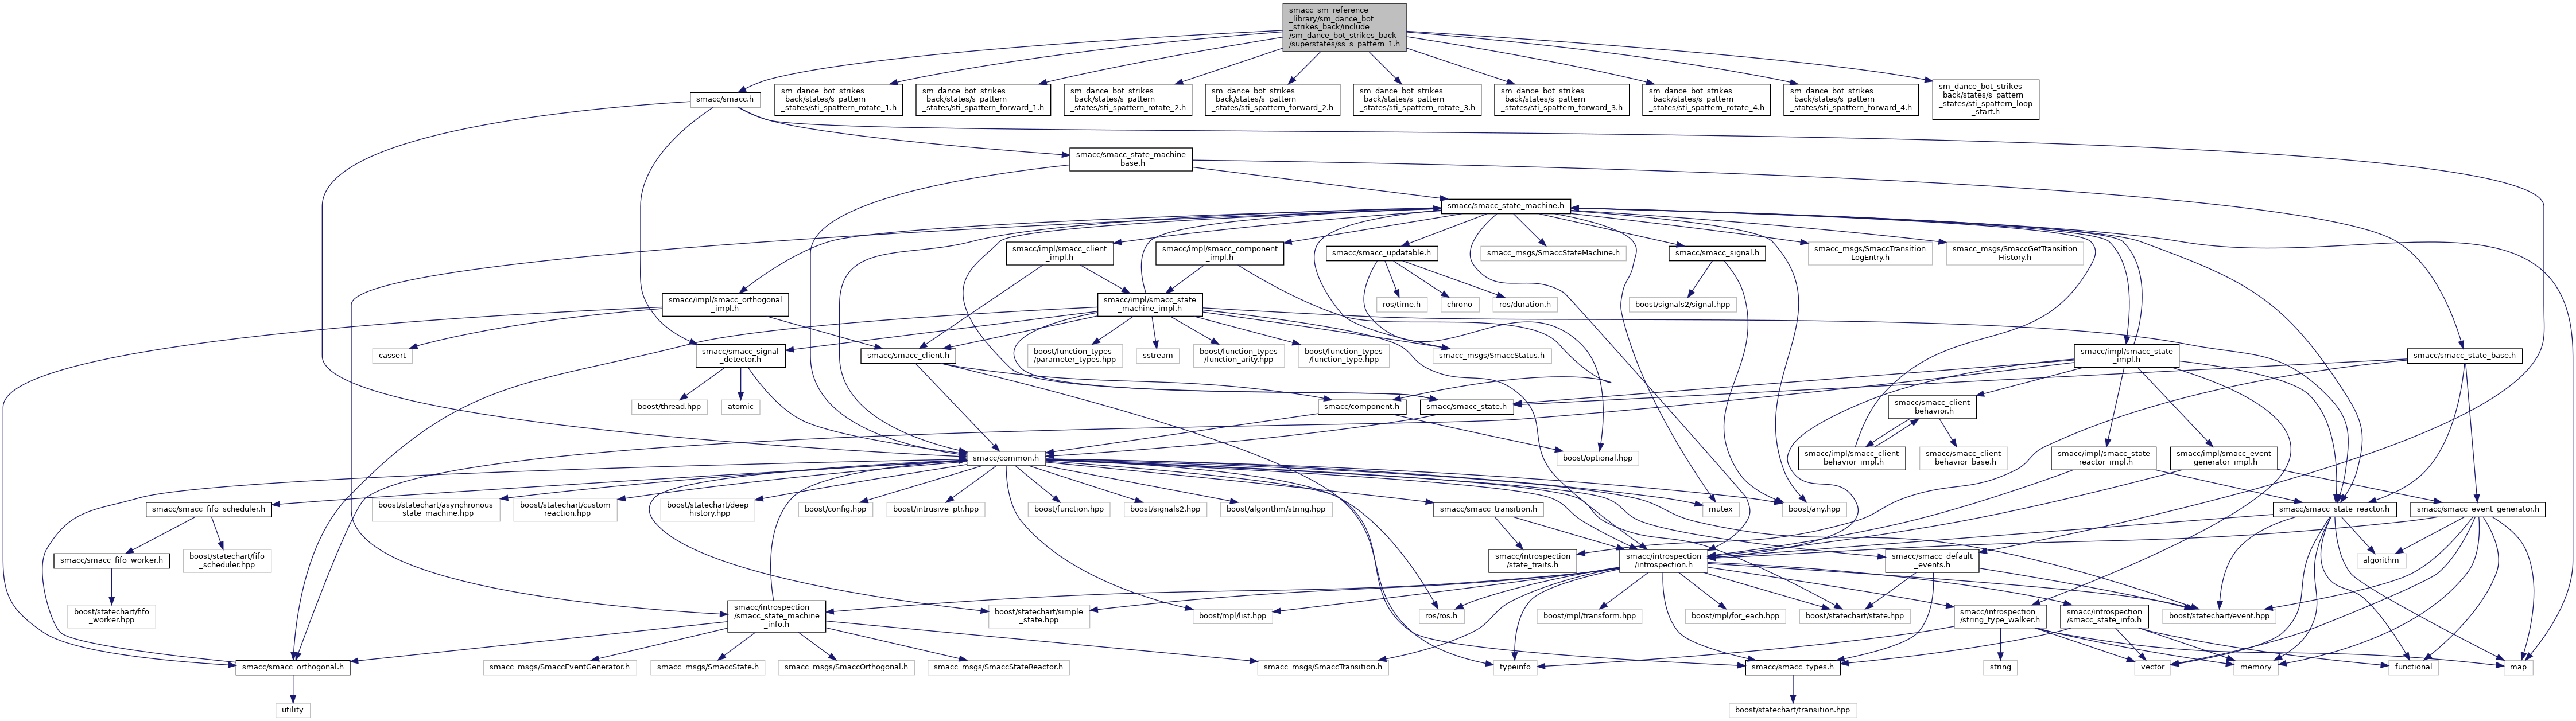 smacc_sm_reference
_library/sm_dance_bot
_strikes_back/include
/sm_dance_bot_strikes_back
/superstates/ss_s_pattern_1.h
smacc/smacc.h
sm_dance_bot_strikes
_back/states/s_pattern
_states/sti_spattern_rotate_1.h
sm_dance_bot_strikes
_back/states/s_pattern
_states/sti_spattern_forward_1.h
sm_dance_bot_strikes
_back/states/s_pattern
_states/sti_spattern_rotate_2.h
sm_dance_bot_strikes
_back/states/s_pattern
_states/sti_spattern_forward_2.h
sm_dance_bot_strikes
_back/states/s_pattern
_states/sti_spattern_rotate_3.h
sm_dance_bot_strikes
_back/states/s_pattern
_states/sti_spattern_forward_3.h
sm_dance_bot_strikes
_back/states/s_pattern
_states/sti_spattern_rotate_4.h
sm_dance_bot_strikes
_back/states/s_pattern
_states/sti_spattern_forward_4.h
sm_dance_bot_strikes
_back/states/s_pattern
_states/sti_spattern_loop
_start.h
smacc/smacc_state_machine
_base.h
smacc/smacc_state_machine.h
smacc/impl/smacc_client
_impl.h
smacc/impl/smacc_component
_impl.h
smacc/smacc_updatable.h
smacc_msgs/SmaccStateMachine.h
smacc/smacc_signal.h
smacc_msgs/SmaccTransition
LogEntry.h
smacc_msgs/SmaccGetTransition
History.h
smacc/impl/smacc_orthogonal
_impl.h
smacc/impl/smacc_state
_machine_impl.h
ros/time.h
chrono
ros/duration.h
boost/signals2/signal.hpp
cassert
smacc/smacc_signal
_detector.h
smacc/smacc_client.h
boost/function_types
/parameter_types.hpp
sstream
boost/function_types
/function_arity.hpp
boost/function_types
/function_type.hpp
smacc_msgs/SmaccStatus.h
smacc/impl/smacc_state
_impl.h
smacc/smacc_state_base.h
boost/thread.hpp
atomic
smacc/component.h
smacc/smacc_state.h
smacc/smacc_client
_behavior.h
smacc/common.h
boost/optional.hpp
smacc/impl/smacc_client
_behavior_impl.h
smacc/smacc_client
_behavior_base.h
smacc/impl/smacc_state
_reactor_impl.h
smacc/impl/smacc_event
_generator_impl.h
smacc/smacc_fifo_scheduler.h
boost/statechart/asynchronous
_state_machine.hpp
boost/statechart/custom
_reaction.hpp
boost/statechart/deep
_history.hpp
boost/config.hpp
boost/intrusive_ptr.hpp
boost/function.hpp
boost/signals2.hpp
boost/algorithm/string.hpp
smacc/smacc_transition.h
mutex
boost/any.hpp
smacc/smacc_state_reactor.h
smacc/smacc_event_generator.h
smacc/smacc_fifo_worker.h
boost/statechart/fifo
_scheduler.hpp
smacc/introspection
/state_traits.h
smacc/introspection
/introspection.h
smacc/smacc_default
_events.h
algorithm
boost/statechart/fifo
_worker.hpp
smacc/introspection
/smacc_state_machine
_info.h
boost/statechart/simple
_state.hpp
boost/mpl/list.hpp
ros/ros.h
boost/mpl/transform.hpp
boost/mpl/for_each.hpp
boost/statechart/state.hpp
smacc/introspection
/string_type_walker.h
smacc/introspection
/smacc_state_info.h
boost/statechart/event.hpp
smacc/smacc_orthogonal.h
smacc_msgs/SmaccEventGenerator.h
smacc_msgs/SmaccState.h
smacc_msgs/SmaccOrthogonal.h
smacc_msgs/SmaccStateReactor.h
smacc_msgs/SmaccTransition.h
typeinfo
smacc/smacc_types.h
string
vector
memory
functional
map
utility
boost/statechart/transition.hpp